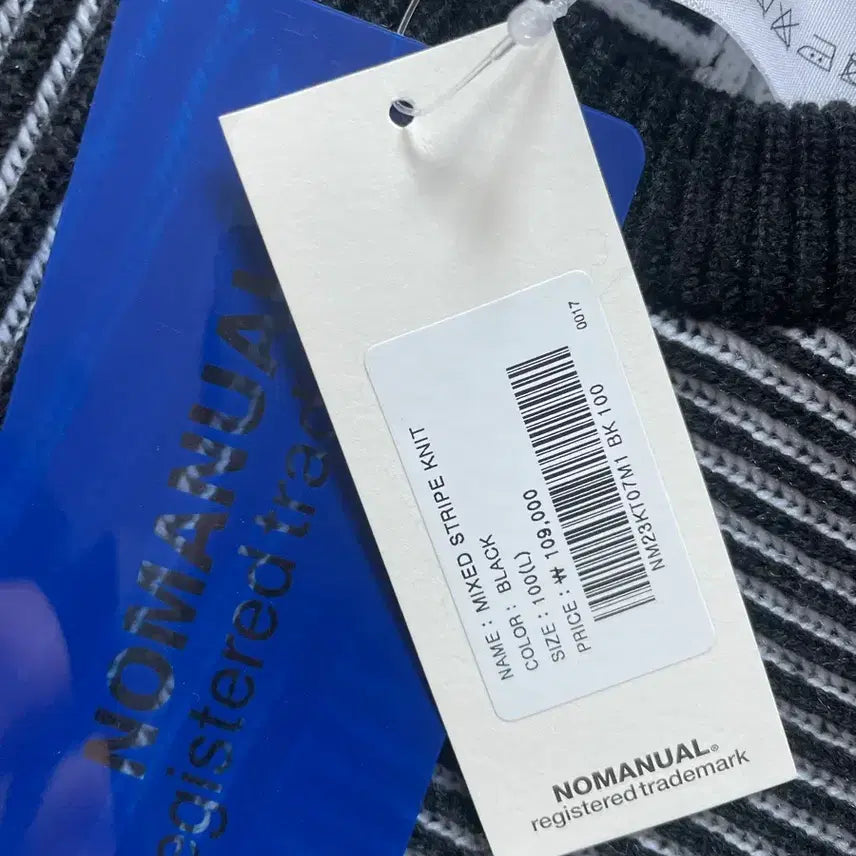 NOMANUAL
registered trad
NAME : MIXED STRIPE KNIT
COLOR : BLACK
SIZE : 100(L)
PRICE : ₩ 109,000
NM23KT07M1 BK 100
0017
NOMANUAL®
registered trademark